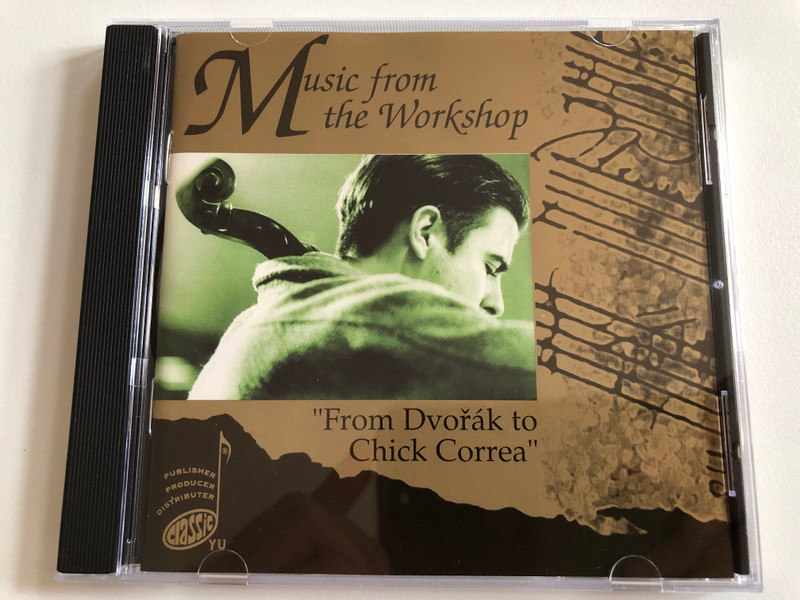 Music from
the Workshop
"From Dvořák to
Chick Correa"
PUBLISHER
PRODUCER
DISTRIBUTER
classic
YU